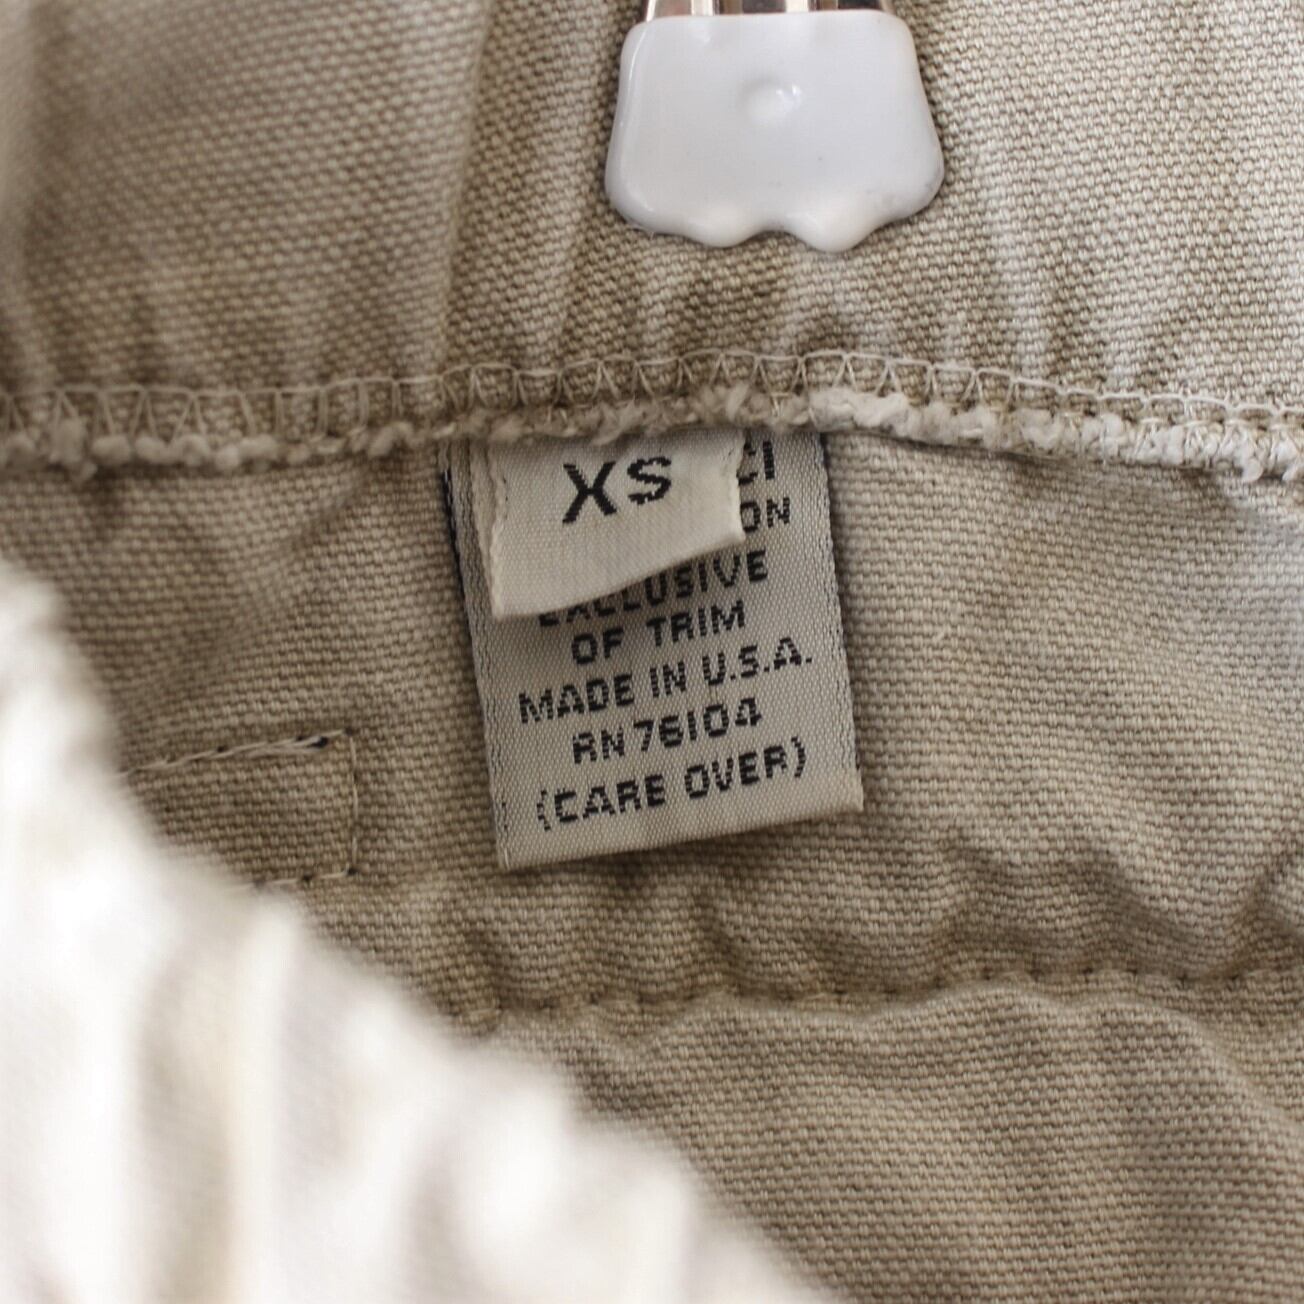 XS
EXCLUSIVE
OF TRIM
MADE IN U.S.A.
RN 76104
(CARE OVER)